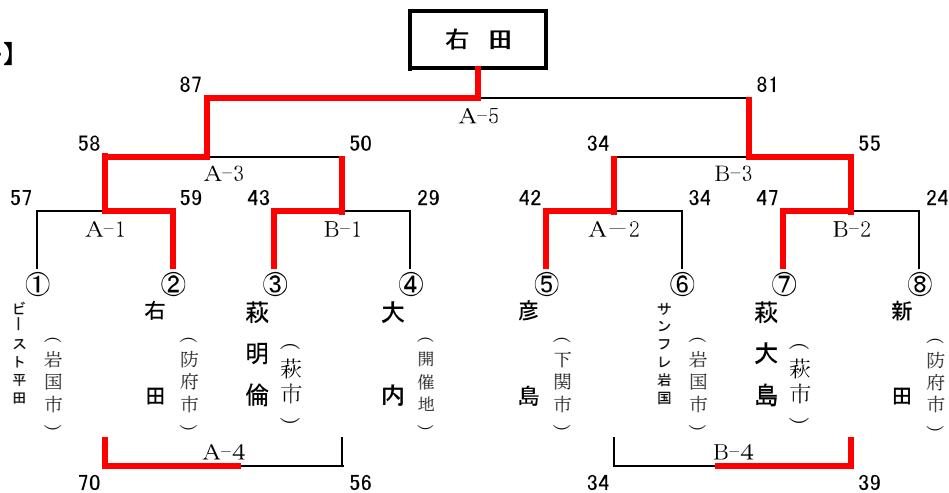 右 田
】
87 81
A-5
58 50 34 55
A-3 B-3
57 59 43 29 42 34 47 24
A-1 B-1 A-2 B-2
① ② ③ ④ ⑤ ⑥ ⑦ ⑧
ビースト平田
（岩国市）
右田
（防府市）
萩明倫
（萩市）
大内
（開催地）
彦島
（下関市）
サンフレ岩国
（岩国市）
萩大島
（萩市）
新田
（防府市）
A-4 B-4
70 56 34 39